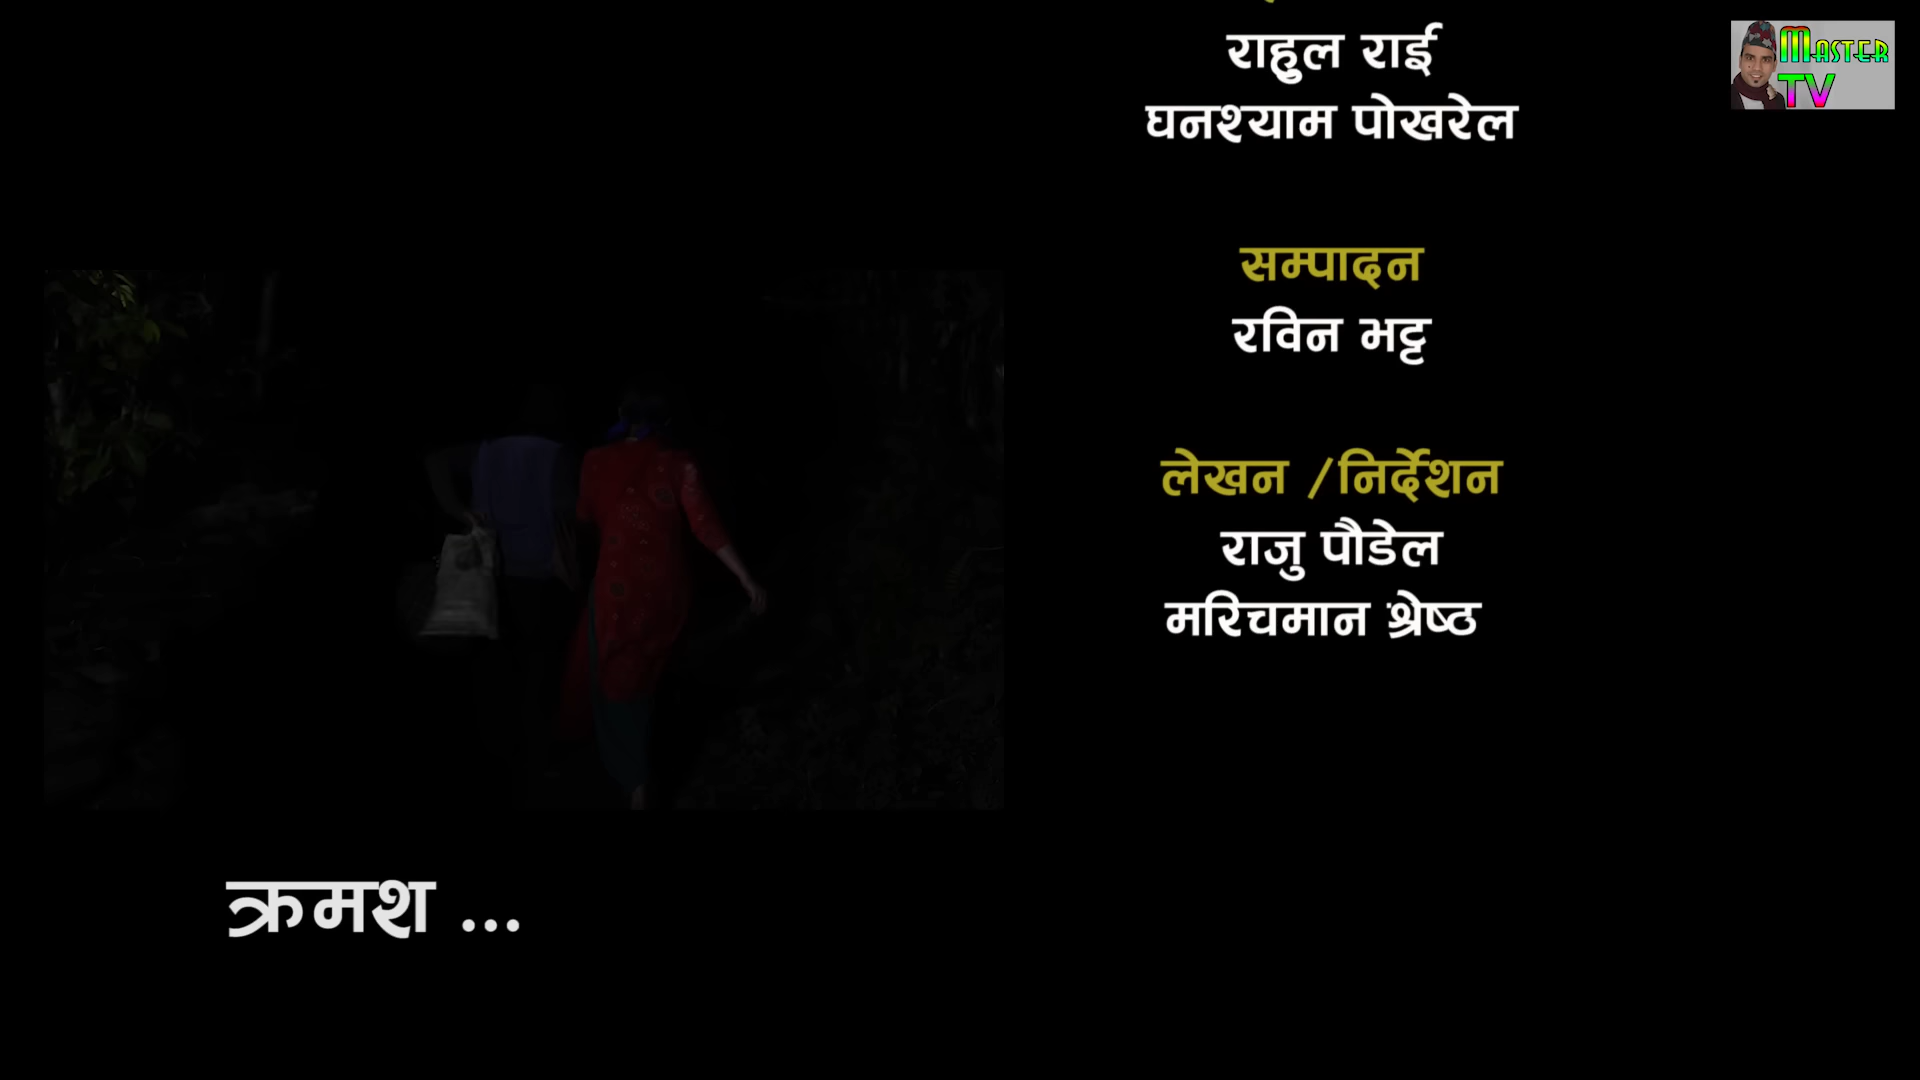 राहुल राई
घनश्याम पोखरेल
सम्पादन
रविन भट्ट
लेखन /निर्देशन
राजु पौडेल
मरिचमान श्रेष्ठ
क्रमश ...
MASTER
TV